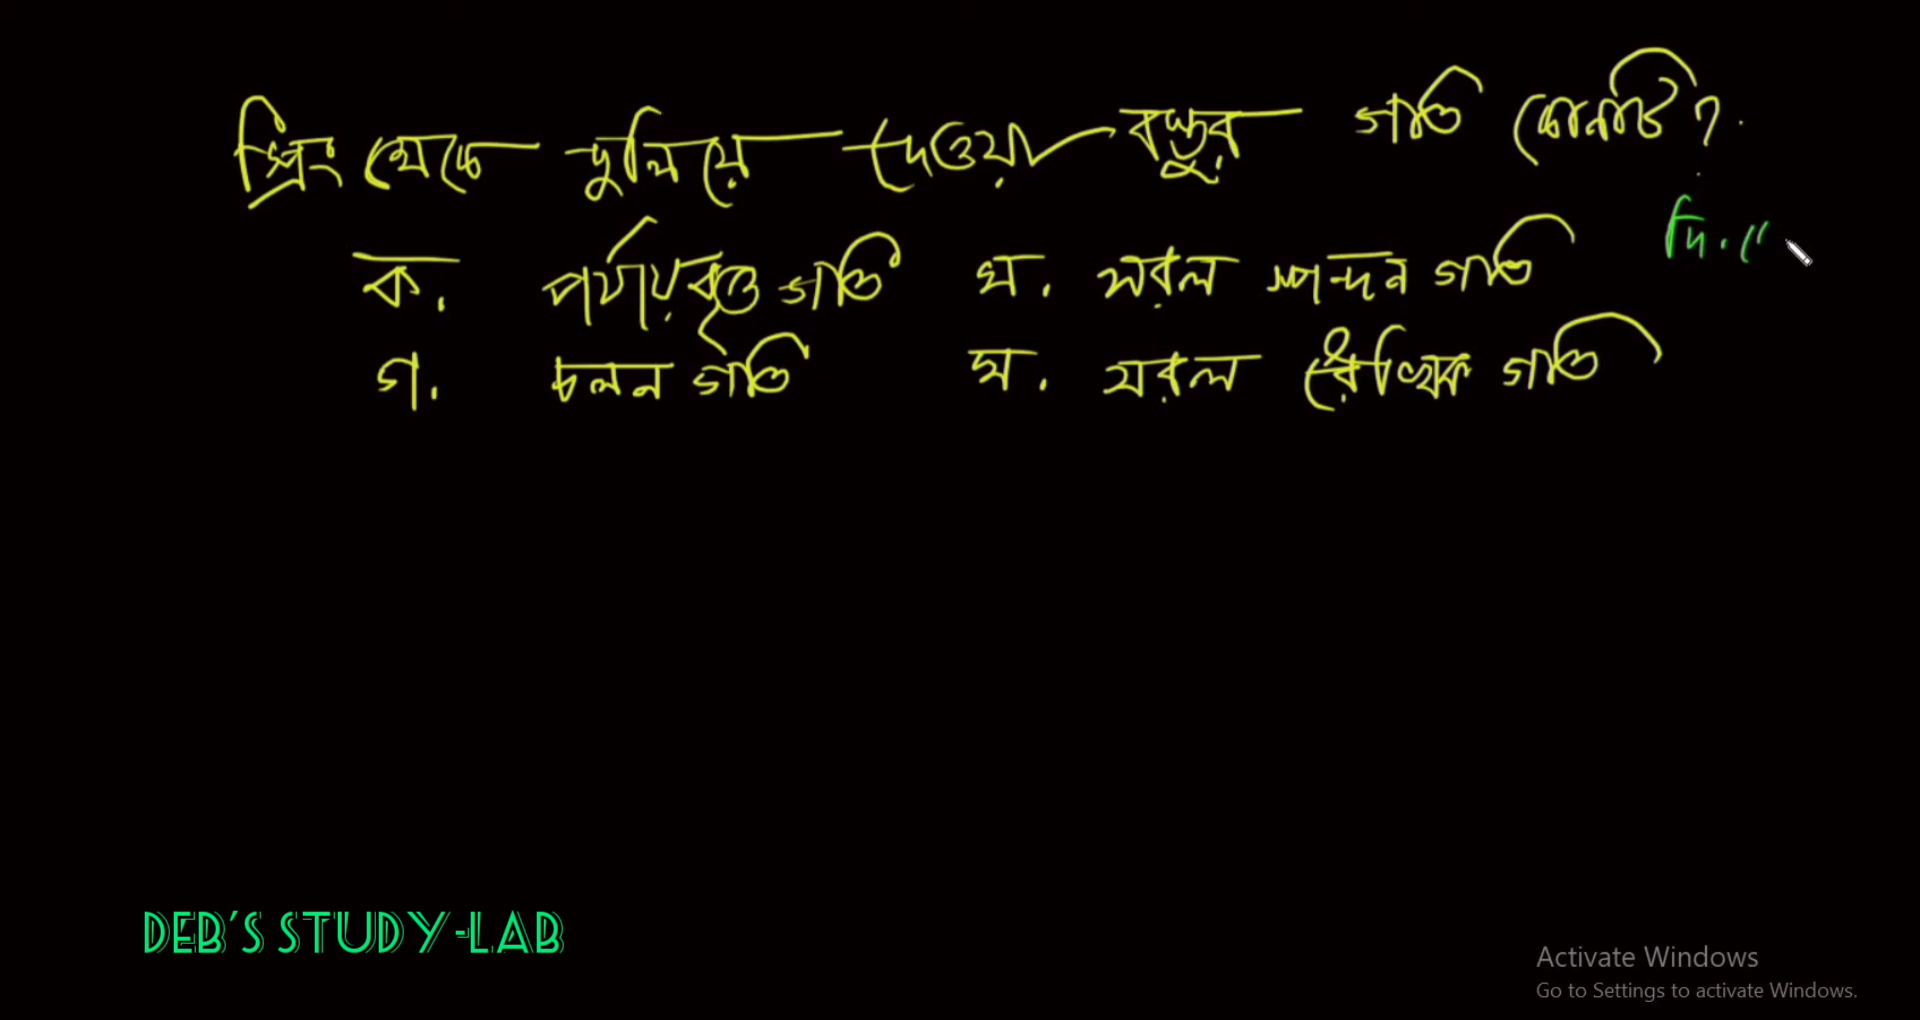 স্প্রিং থেকে দুলিয়ে দেওয়া বস্তুর গতি কোনটি?
ক. পর্যায়বৃত্ত গতি খ. সরল স্পন্দন গতি
গ. চলন গতি ঘ. সরল রৈখিক গতি
দি.
DEB'S STUDY-LAB
Activate Windows
Go to Settings to activate Windows.